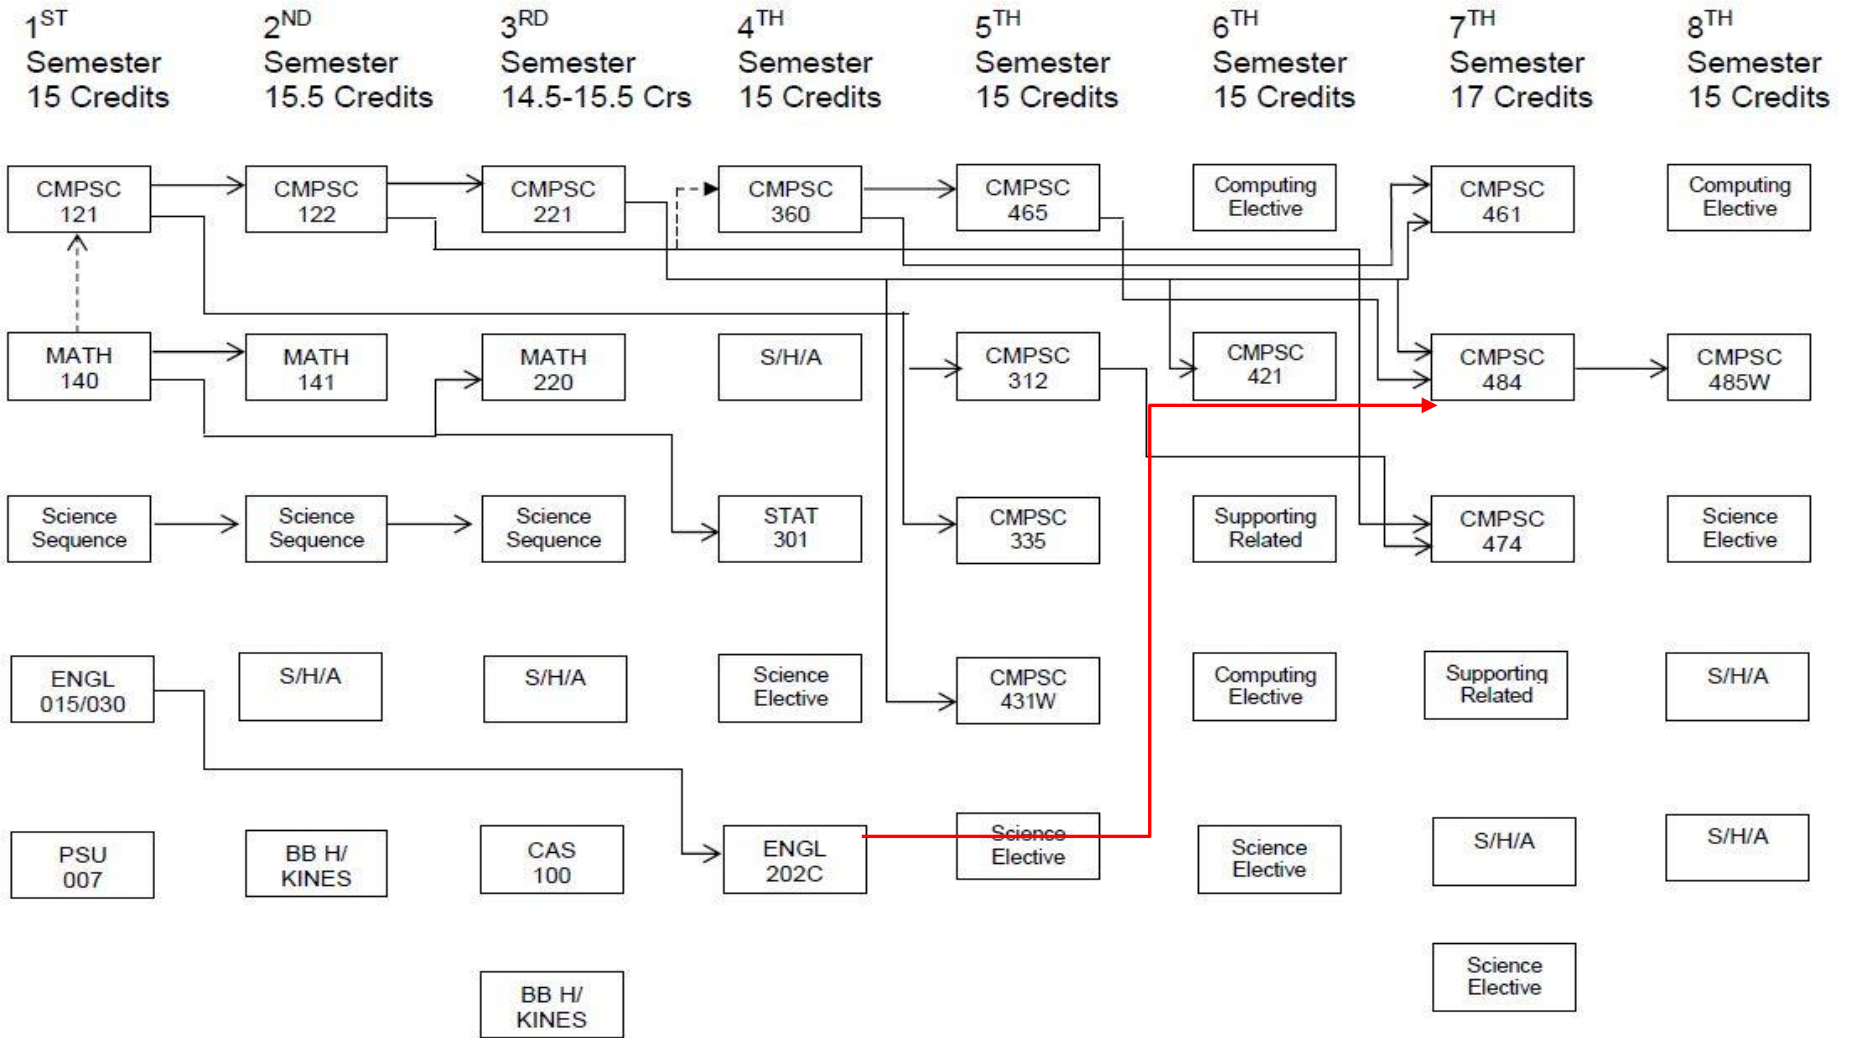 1ST
Semester
15 Credits
2ND
Semester
15.5 Credits
3RD
Semester
14.5-15.5 Crs
4TH
Semester
15 Credits
5TH
Semester
15 Credits
6TH
Semester
15 Credits
7TH
Semester
17 Credits
8TH
Semester
15 Credits
CMPSC
121
CMPSC
122
CMPSC
221
CMPSC
360
CMPSC
465
Computing
Elective
CMPSC
461
Computing
Elective
MATH
140
MATH
141
MATH
220
S/H/A
CMPSC
312
CMPSC
421
CMPSC
484
CMPSC
485W
Science
Sequence
Science
Sequence
Science
Sequence
STAT
301
CMPSC
335
Supporting
Related
CMPSC
474
Science
Elective
ENGL
015/030
S/H/A
S/H/A
Science
Elective
CMPSC
431W
Computing
Elective
Supporting
Related
S/H/A
PSU
007
BB H/
KINES
CAS
100
ENGL
202C
Science
Elective
Science
Elective
S/H/A
S/H/A
BB H/
KINES
Science
Elective